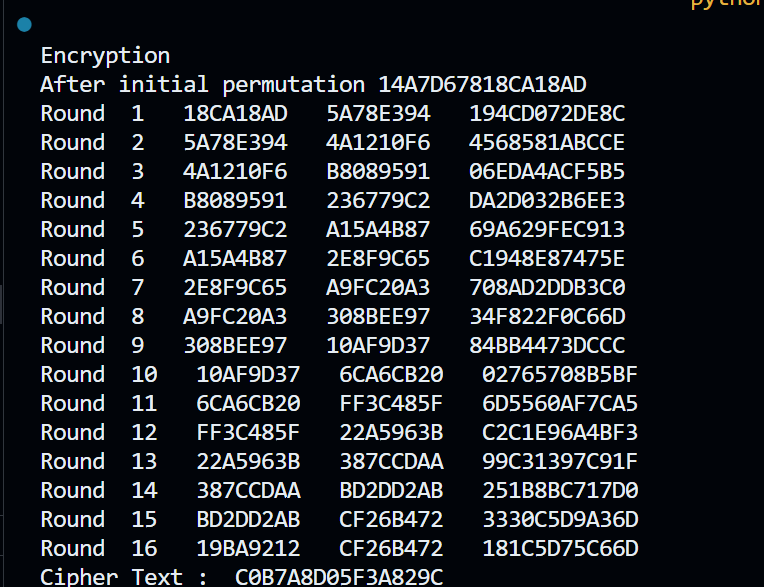 python
Encryption
After initial permutation 14A7D67818CA18AD
Round 1 18CA18AD 5A78E394 194CD072DE8C
Round 2 5A78E394 4A1210F6 4568581ABCCE
Round 3 4A1210F6 B8089591 06EDA4ACF5B5
Round 4 B8089591 236779C2 DA2D032B6EE3
Round 5 236779C2 A15A4B87 69A629FEC913
Round 6 A15A4B87 2E8F9C65 C1948E87475E
Round 7 2E8F9C65 A9FC20A3 708AD2DDB3C0
Round 8 A9FC20A3 308BEE97 34F822F0C66D
Round 9 308BEE97 10AF9D37 84BB4473DCCC
Round 10 10AF9D37 6CA6CB20 02765708B5BF
Round 11 6CA6CB20 FF3C485F 6D5560AF7CA5
Round 12 FF3C485F 22A5963B C2C1E96A4BF3
Round 13 22A5963B 387CCDAA 99C31397C91F
Round 14 387CCDAA BD2DD2AB 251B8BC717D0
Round 15 BD2DD2AB CF26B472 3330C5D9A36D
Round 16 19BA9212 CF26B472 181C5D75C66D
Cipher Text : C0B7A8D05F3A829C